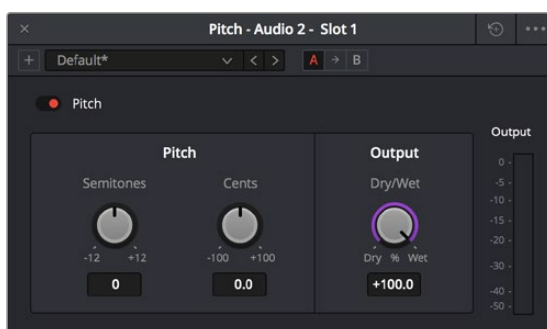 Pitch - Audio 2 - Slot 1
Default*
A
B
Pitch
Pitch
Semitones
Cents
-12
+12
-100
+100
0
0.0
Output
Dry/Wet
Dry % Wet
+100.0
Output
0 -
-5 -
-10 -
-15 -
-20 -
-30 -
-40 -
-50 -